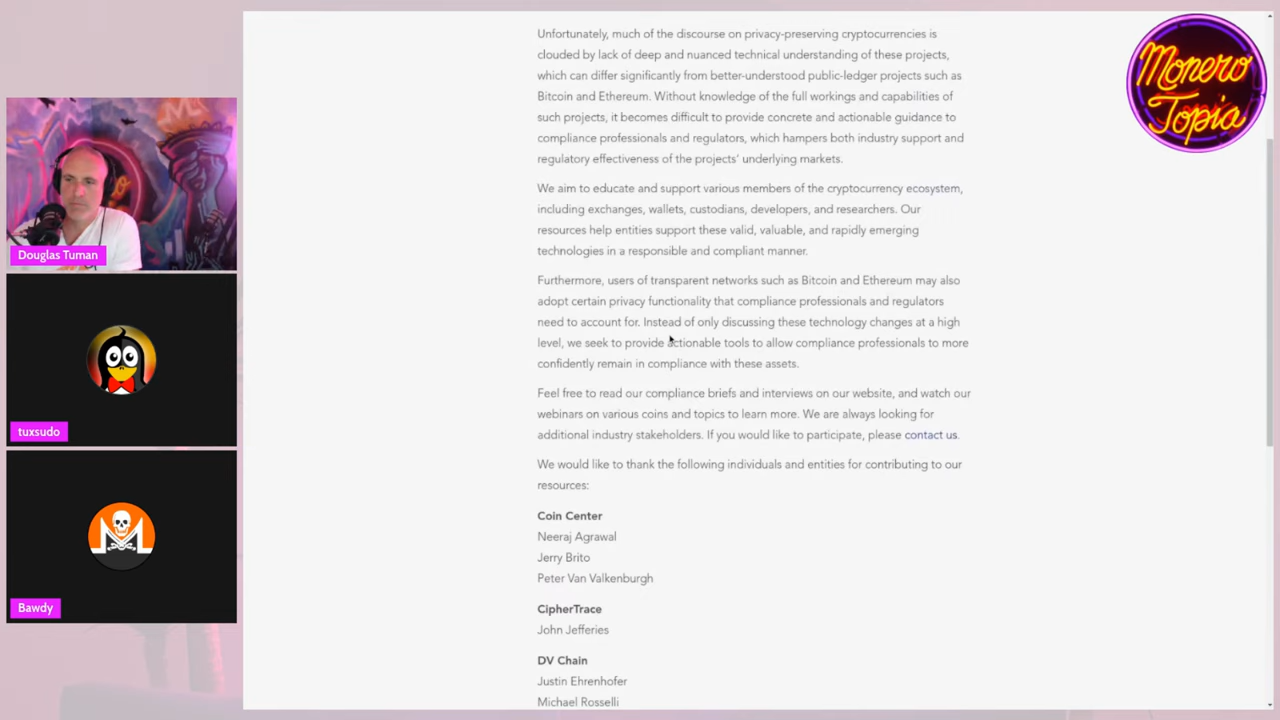 Unfortunately, much of the discourse on privacy-preserving cryptocurrencies is
clouded by lack of deep and nuanced technical understanding of these projects,
which can differ significantly from better-understood public-ledger projects such as
Bitcoin and Ethereum. Without knowledge of the full workings and capabilities of
such projects, it becomes difficult to provide concrete and actionable guidance to
compliance professionals and regulators, which hampers both industry support and
regulatory effectiveness of the projects' underlying markets.
We aim to educate and support various members of the cryptocurrency ecosystem,
including exchanges, wallets, custodians, developers, and researchers. Our
resources help entities support these valid, valuable, and rapidly emerging
technologies in a responsible and compliant manner.
Furthermore, users of transparent networks such as Bitcoin and Ethereum may also
adopt certain privacy functionality that compliance professionals and regulators
need to account for. Instead of only discussing these technology changes at a high
level, we seek to provide actionable tools to allow compliance professionals to more
confidently remain in compliance with these assets.
Feel free to read our compliance briefs and interviews on our website, and watch our
webinars on various coins and topics to learn more. We are always looking for
additional industry stakeholders. If you would like to participate, please contact us.
We would like to thank the following individuals and entities for contributing to our
resources:
Coin Center
Neeraj Agrawal
Jerry Brito
Peter Van Valkenburgh
CipherTrace
John Jefferies
DV Chain
Justin Ehrenhofer
Michael Rosselli
Monero
Topia
Douglas Tuman
tuxsudo
Bawdy